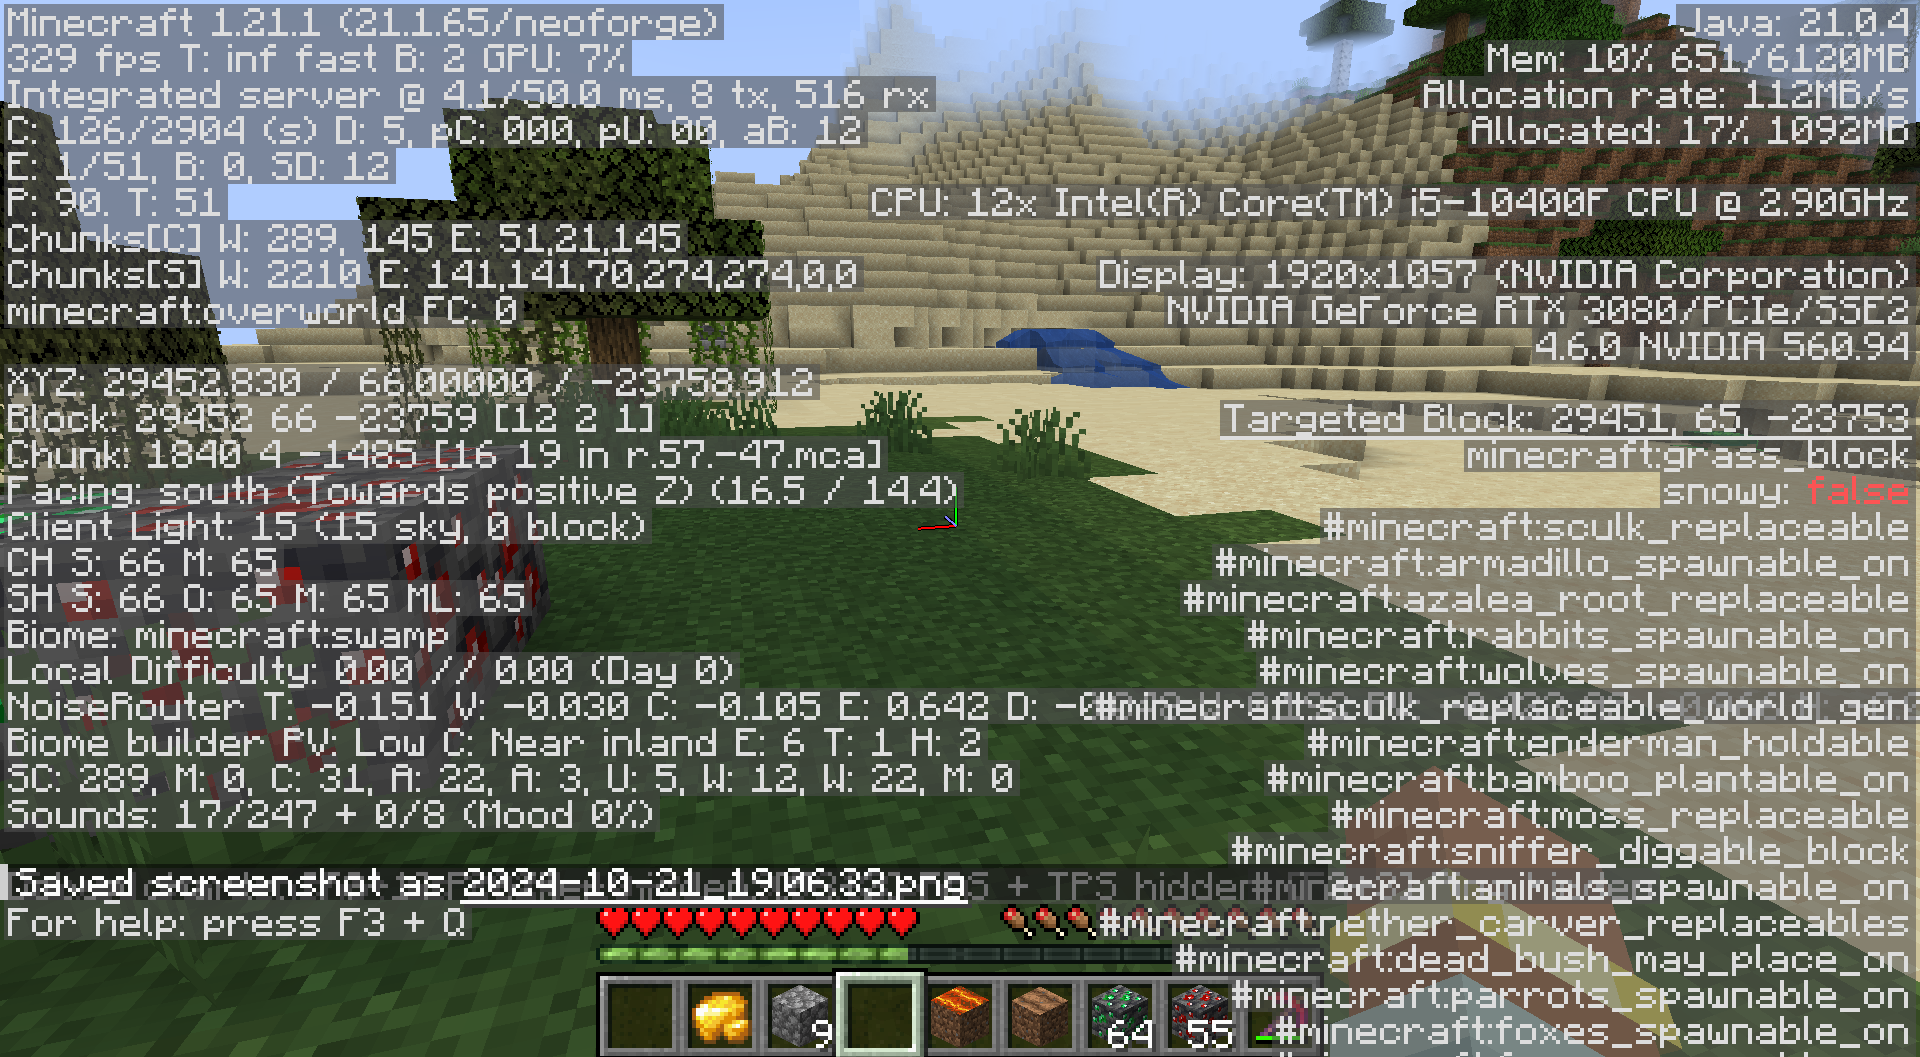 Minecraft 1.21.1 (21.1.65/neoforge)
329 fps T: inf fast B: 2 GPU: 7%
Integrated server @ 4.1/50.0 ms, 8 tx, 516 rx
C: 126/2904 (s) D: 5, pC: 000, pU: 00, aB: 12
E: 1/51, B: 0, SD: 12
P: 90. T: 51
Chunks[C] W: 289, 145 E: 51,21,145
Chunks[S] W: 2210 E: 141,141,70,274,274,0,0
minecraft:overworld FC: 0
XYZ: 29452.830 / 66.00000 / -23758.912
Block: 29452 66 -23759 [12 2 1]
Chunk: 1840 4 -1485 [16 19 in r.57.-47.mca]
Facing: south (Towards positive Z) (16.5 / 14.4)
Client Light: 15 (15 sky, 0 block)
CH S: 66 M: 65
SH S: 66 O: 65 M: 65 ML: 65
Biome: minecraft:swamp
Local Difficulty: 0.00 // 0.00 (Day 0)
NoiseRouter T: -0.151 V: -0.030 C: -0.105 E: 0.642 D:
Biome builder PV: Low C: Near inland E: 6 T: 1 H: 2
SC: 289, M: 0, C: 31, A: 22, A: 3, U: 5, W: 12, W: 22, M: 0
Sounds: 17/247 + 0/8 (Mood 0%)
Saved screenshot as 2024-10-21_19.06.33.png
+ TPS hidden
For help: press F3 + Q
Java: 21.0.4
Mem: 10% 651/6120MB
Allocation rate: 112MB/s
Allocated: 17% 1092MB
CPU: 12x Intel(R) Core(TM) i5-10400F CPU @ 2.90GHz
Display: 1920x1057 (NVIDIA Corporation)
NVIDIA GeForce RTX 3080/PCIe/SSE2
4.6.0 NVIDIA 560.94
Targeted Block: 29451, 65, -23753
minecraft:grass_block
snowy: false
#minecraft:sculk_replaceable
#minecraft:armadillo_spawnable_on
#minecraft:azalea_root_replaceable
#minecraft:rabbits_spawnable_on
#minecraft:wolves_spawnable_on
#minecraft:sculk_replaceable_world_gen
#minecraft:enderman_holdable
#minecraft:bamboo_plantable_on
#minecraft:moss_replaceable
#minecraft:sniffer_diggable_block
#minecraft:animals_spawnable_on
#minecraft:nether_carver_replaceables
#minecraft:dead_bush_may_place_on
#minecraft:parrots_spawnable_on
#minecraft:foxes_spawnable_on
9
64
55